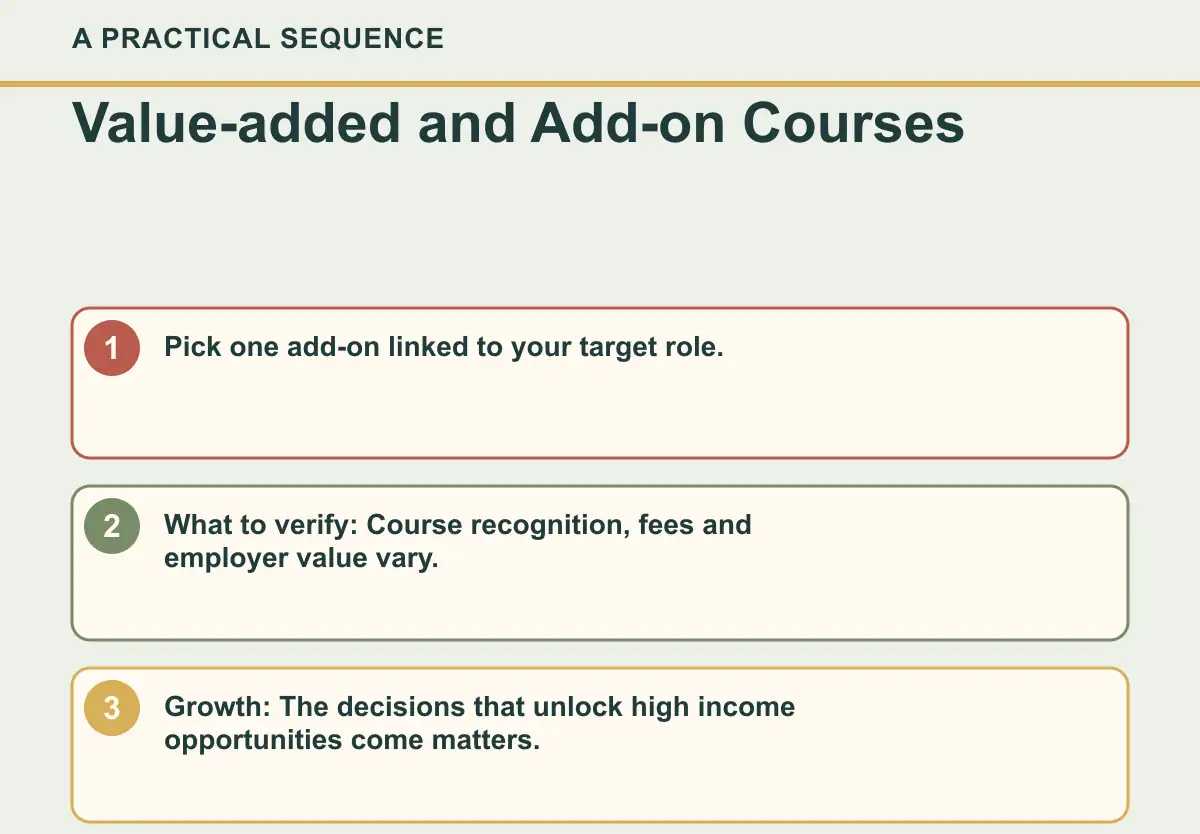 A PRACTICAL SEQUENCE
Value-added and Add-on Courses
1
Pick one add-on linked to your target role.
2
What to verify: Course recognition, fees and
employer value vary.
3
Growth: The decisions that unlock high income
opportunities come matters.